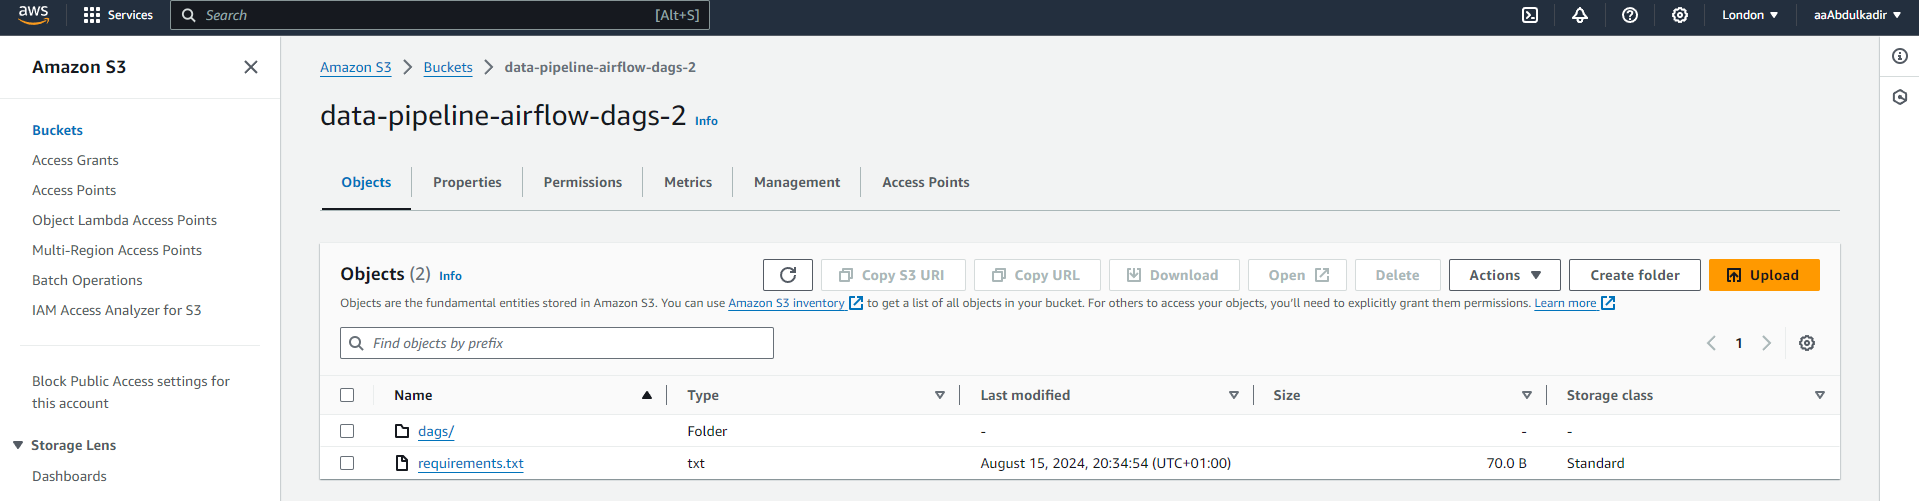 aws
Services
Search
[Alt+S]
London
aaAbdulkadir
Amazon S3
Buckets
Access Grants
Access Points
Object Lambda Access Points
Multi-Region Access Points
Batch Operations
IAM Access Analyzer for S3
Block Public Access settings for
this account
Storage Lens
Dashboards
Amazon S3 > Buckets > data-pipeline-airflow-dags-2
data-pipeline-airflow-dags-2 Info
Objects
Properties
Permissions
Metrics
Management
Access Points
Objects (2) Info
Copy S3 URI
Copy URL
Download
Open
Delete
Actions
Create folder
Upload
Objects are the fundamental entities stored in Amazon S3. You can use Amazon S3 inventory to get a list of all objects in your bucket. For others to access your objects, you'll need to explicitly grant them permissions. Learn more
Find objects by prefix
1
Name Type Last modified Size Storage class
dags/ Folder - - -
requirements.txt txt August 15, 2024, 20:34:54 (UTC+01:00) 70.0 B Standard